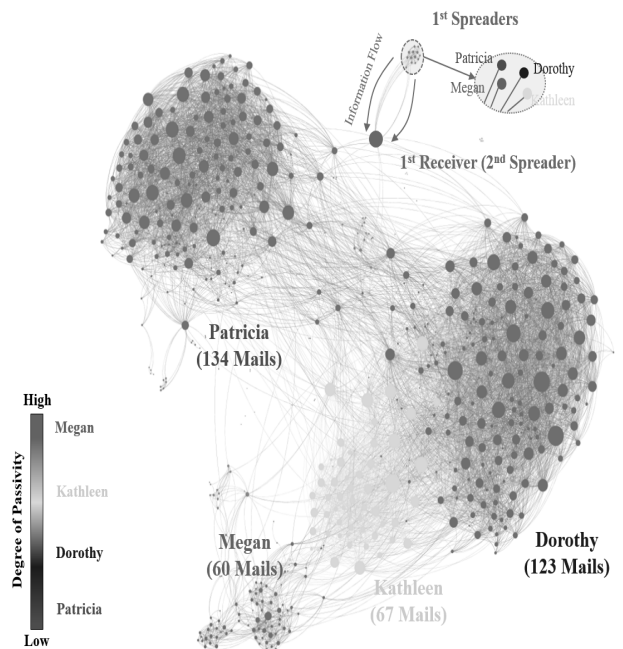 1st Spreaders
Patricia
Dorothy
Megan
Kathleen
Information Flow
1st Receiver (2nd Spreader)
Patricia
(134 Mails)
High
Megan
Kathleen
Dorothy
Patricia
Low
Degree of Passivity
Megan
(60 Mails)
Kathleen
(67 Mails)
Dorothy
(123 Mails)